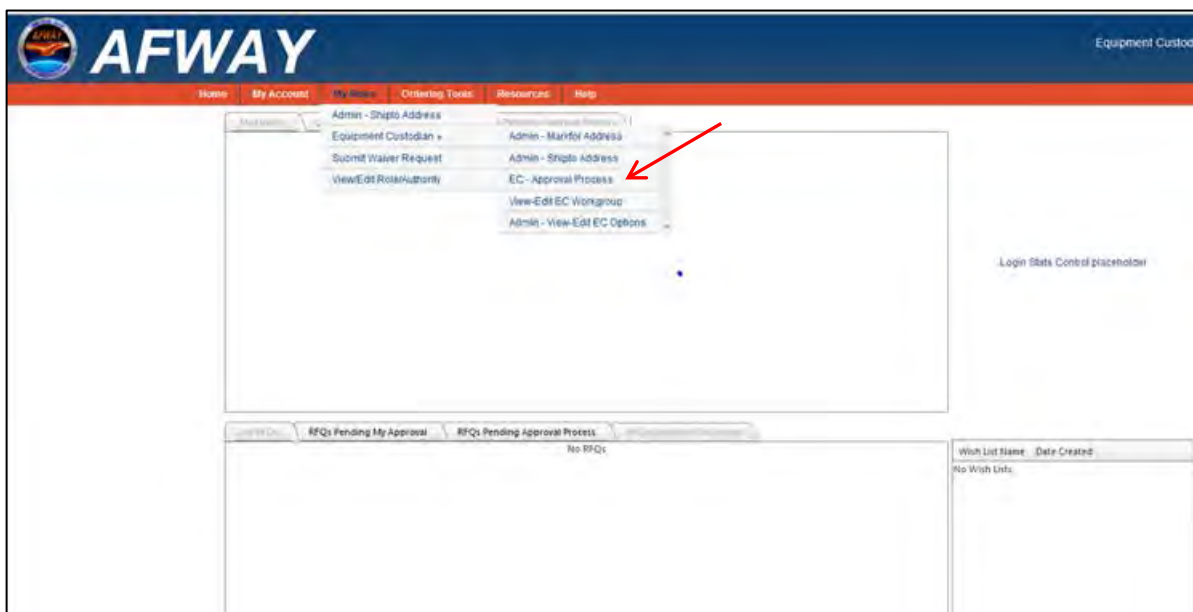 AFWAY
Equipment Custod
Home My Account My Roles Ordering Tools Resources Help
Admin - Shipto Address
Equipment Custodian »
Submit Waiver Request
View/Edit Role/Authority
Admin - Markfor Address
Admin - Shipto Address
EC - Approval Process
View-Edit EC Workgroup
Admin - View-Edit EC Options
Login Stats Control placeholder
RFQs Pending My Approval RFQs Pending Approval Process
No RFQs
Wish List Name Date Created
No Wish Lists